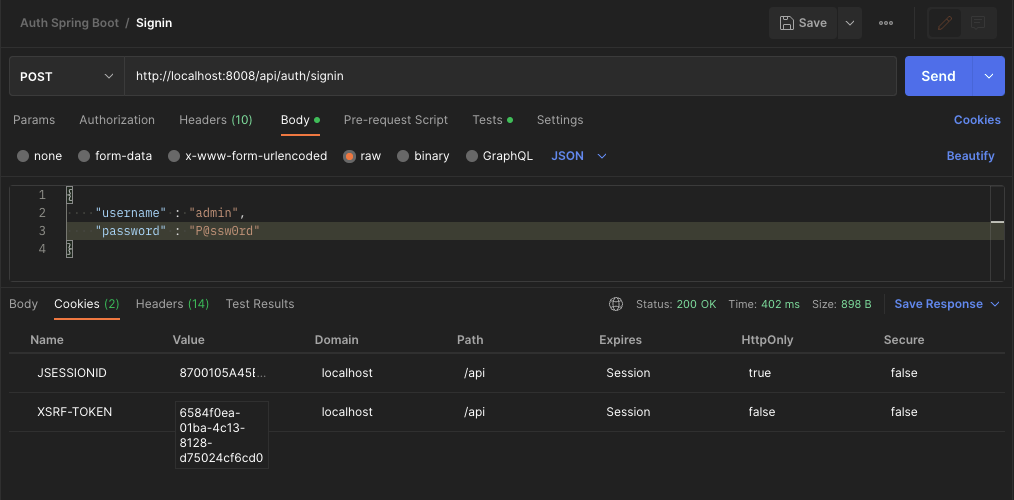 Auth Spring Boot / Signin
Save
POST http://localhost:8008/api/auth/signin Send
Params Authorization Headers (10) Body Pre-request Script Tests Settings Cookies
none form-data x-www-form-urlencoded raw binary GraphQL JSON Beautify
1 {
2 "username" : "admin",
3 "password" : "P@ssw0rd"
4 }
Body Cookies (2) Headers (14) Test Results Status: 200 OK Time: 402 ms Size: 898 B Save Response
Name Value Domain Path Expires HttpOnly Secure
JSESSIONID 8700105A45E... localhost /api Session true false
XSRF-TOKEN 6584f0ea-01ba-4c13-8128-d75024cf6cd0 localhost /api Session false false